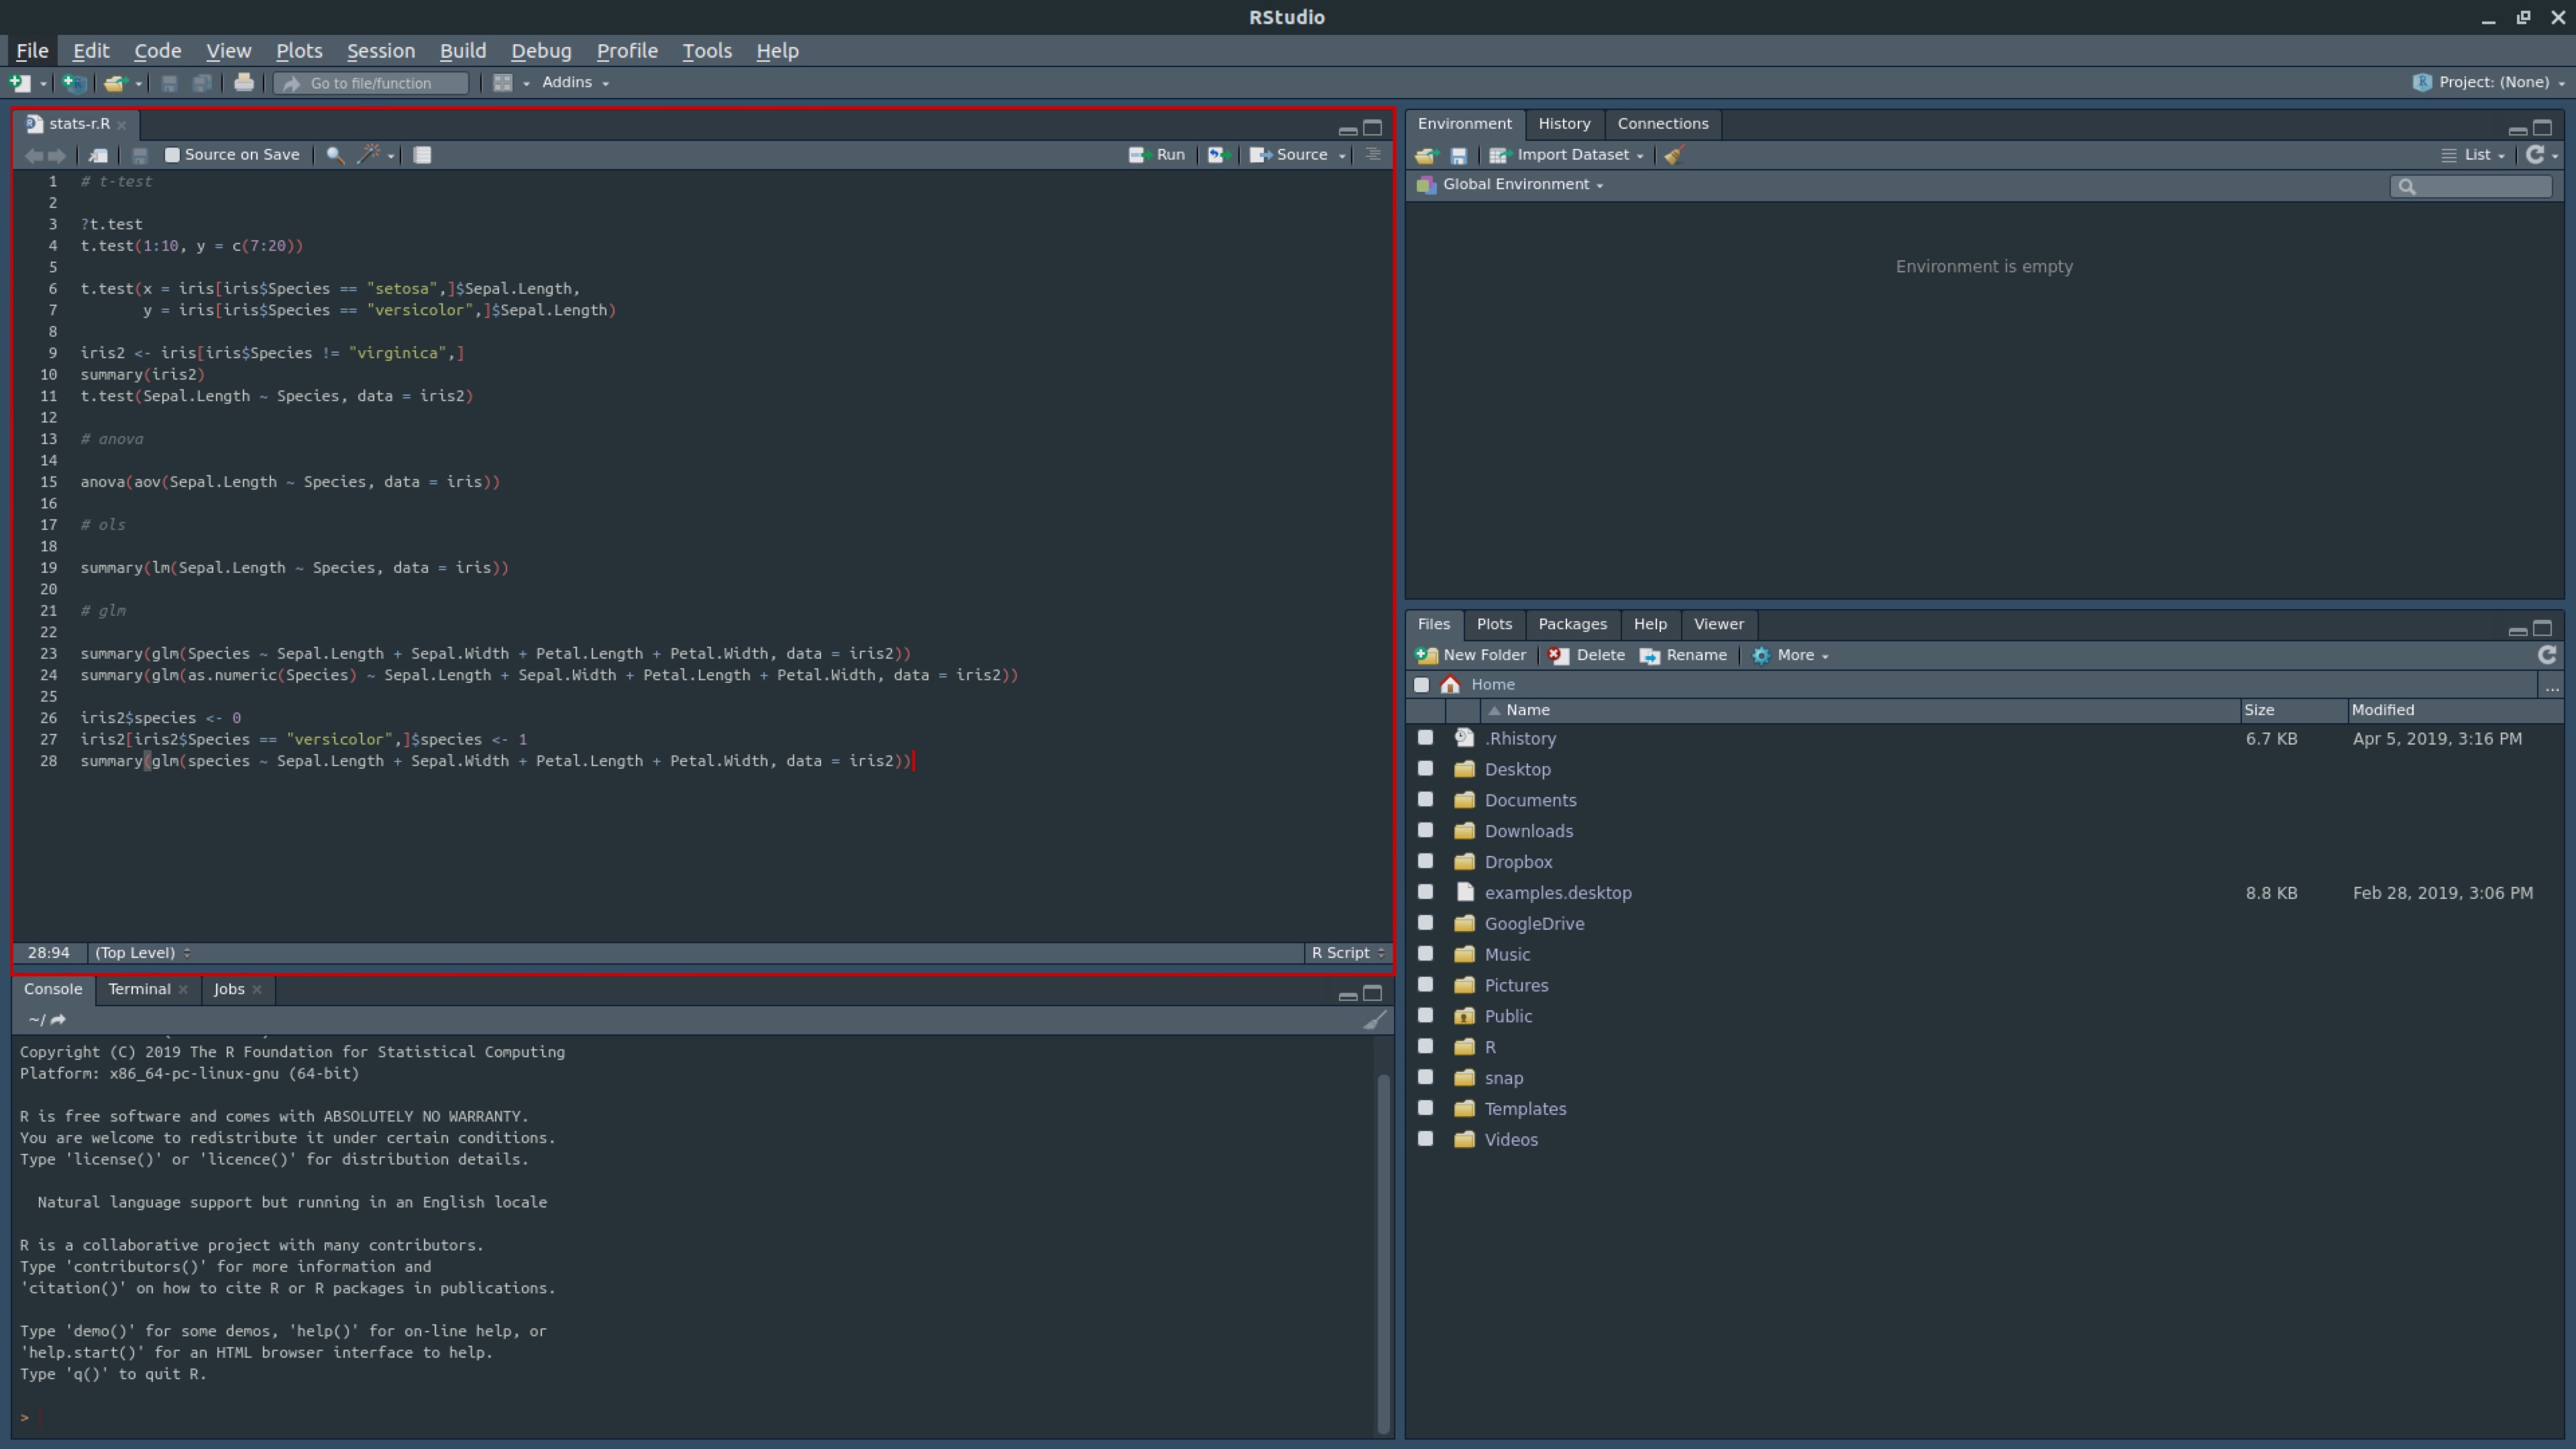 RStudio
File Edit Code View Plots Session Build Debug Profile Tools Help
Go to file/function Addins Project: (None)
stats-r.R
Source on Save Run Source
1 # t-test
2
3 ?t.test
4 t.test(1:10, y = c(7:20))
5
6 t.test(x = iris[iris$Species == "setosa",]$Sepal.Length,
7 y = iris[iris$Species == "versicolor",]$Sepal.Length)
8
9 iris2 <- iris[iris$Species != "virginica",]
10 summary(iris2)
11 t.test(Sepal.Length ~ Species, data = iris2)
12
13 # anova
14
15 anova(aov(Sepal.Length ~ Species, data = iris))
16
17 # ols
18
19 summary(lm(Sepal.Length ~ Species, data = iris))
20
21 # glm
22
23 summary(glm(Species ~ Sepal.Length + Sepal.Width + Petal.Length + Petal.Width, data = iris2))
24 summary(glm(as.numeric(Species) ~ Sepal.Length + Sepal.Width + Petal.Length + Petal.Width, data = iris2))
25
26 iris2$species <- 0
27 iris2[iris2$Species == "versicolor",]$species <- 1
28 summary(glm(species ~ Sepal.Length + Sepal.Width + Petal.Length + Petal.Width, data = iris2))
28:94 (Top Level) R Script
Console Terminal Jobs
~/
Copyright (C) 2019 The R Foundation for Statistical Computing
Platform: x86_64-pc-linux-gnu (64-bit)
R is free software and comes with ABSOLUTELY NO WARRANTY.
You are welcome to redistribute it under certain conditions.
Type 'license()' or 'licence()' for distribution details.
Natural language support but running in an English locale
R is a collaborative project with many contributors.
Type 'contributors()' for more information and
'citation()' on how to cite R or R packages in publications.
Type 'demo()' for some demos, 'help()' for on-line help, or
'help.start()' for an HTML browser interface to help.
Type 'q()' to quit R.
>
Environment History Connections
Import Dataset List
Global Environment
Environment is empty
Files Plots Packages Help Viewer
New Folder Delete Rename More
Home ...
Name Size Modified
.Rhistory 6.7 KB Apr 5, 2019, 3:16 PM
Desktop
Documents
Downloads
Dropbox
examples.desktop 8.8 KB Feb 28, 2019, 3:06 PM
GoogleDrive
Music
Pictures
Public
R
snap
Templates
Videos